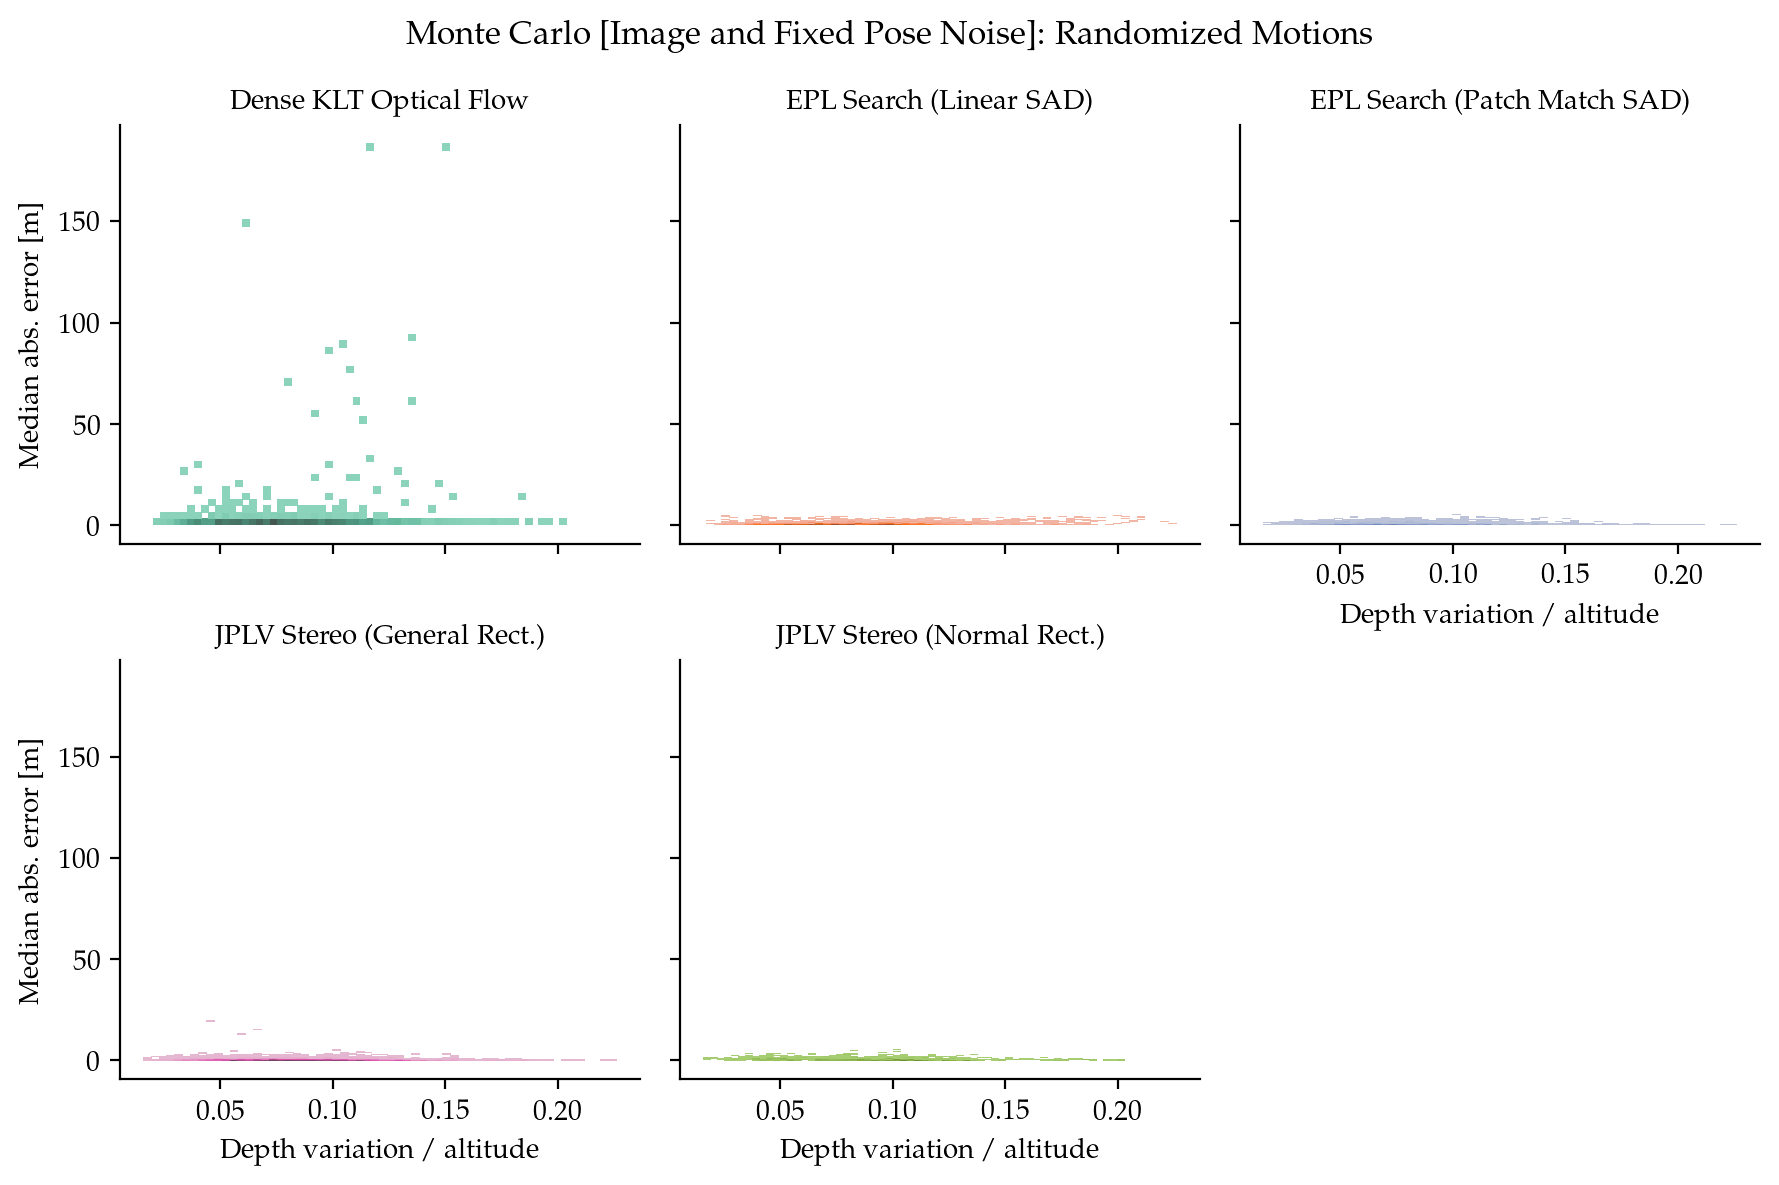 Monte Carlo [Image and Fixed Pose Noise]: Randomized Motions
Dense KLT Optical Flow
EPL Search (Linear SAD)
EPL Search (Patch Match SAD)
Median abs. error [m]
150
100
50
0
0.05 0.10 0.15 0.20
Depth variation / altitude
JPLV Stereo (General Rect.)
JPLV Stereo (Normal Rect.)
Median abs. error [m]
150
100
50
0
0.05 0.10 0.15 0.20
Depth variation / altitude
0.05 0.10 0.15 0.20
Depth variation / altitude